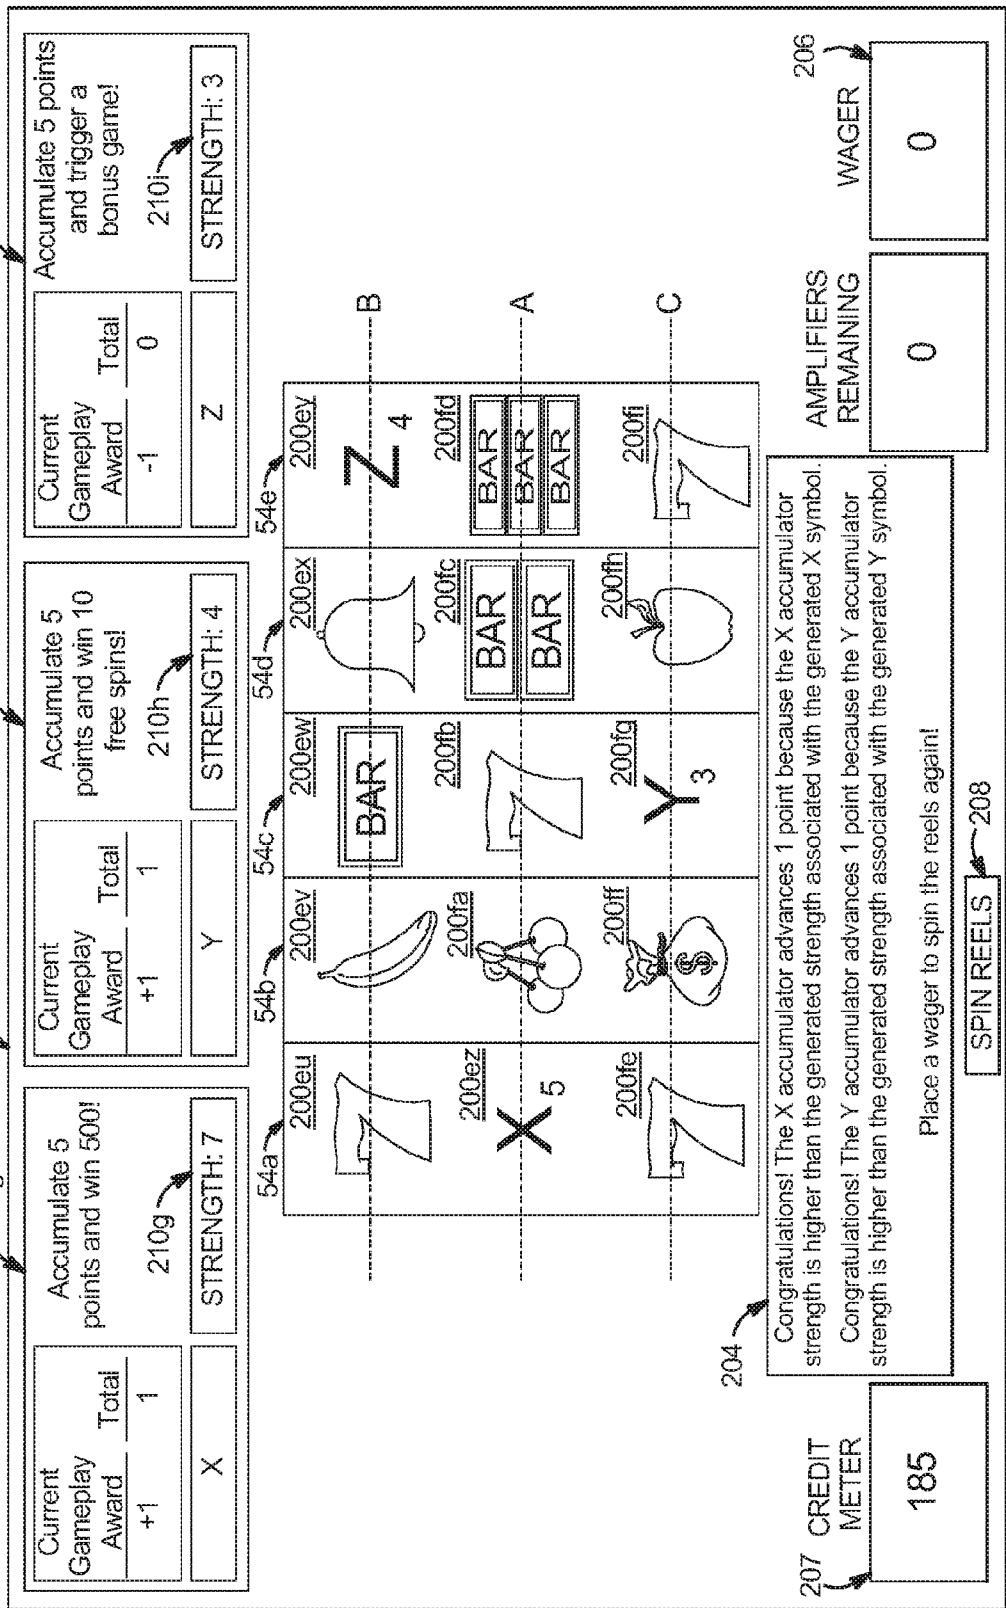 Current
Gameplay
Award Total
+1 1
X
Accumulate 5
points and win 500!
210g
STRENGTH: 7
Current
Gameplay
Award Total
+1 1
Y
Accumulate 5
points and win 10
free spins!
210h
STRENGTH: 4
Current
Gameplay
Award Total
-1 0
Z
Accumulate 5 points
and trigger a
bonus game!
210i
STRENGTH: 3
54a 54b 54c 54d 54e
200eu 200ev 200ew 200ex 200ey
7 BAR Z 4 B
200ez 200fa 200fb 200fc 200fd
X 5 7 BAR BAR BAR BAR BAR A
200fe 200ff 200fg 200fh 200fi
7 $ Y 3 7 C
204
Congratulations! The X accumulator advances 1 point because the X accumulator
strength is higher than the generated strength associated with the generated X symbol.
Congratulations! The Y accumulator advances 1 point because the Y accumulator
strength is higher than the generated strength associated with the generated Y symbol.
Place a wager to spin the reels again!
207 CREDIT
METER
185
SPIN REELS 208
AMPLIFIERS
REMAINING
0
WAGER 206
0